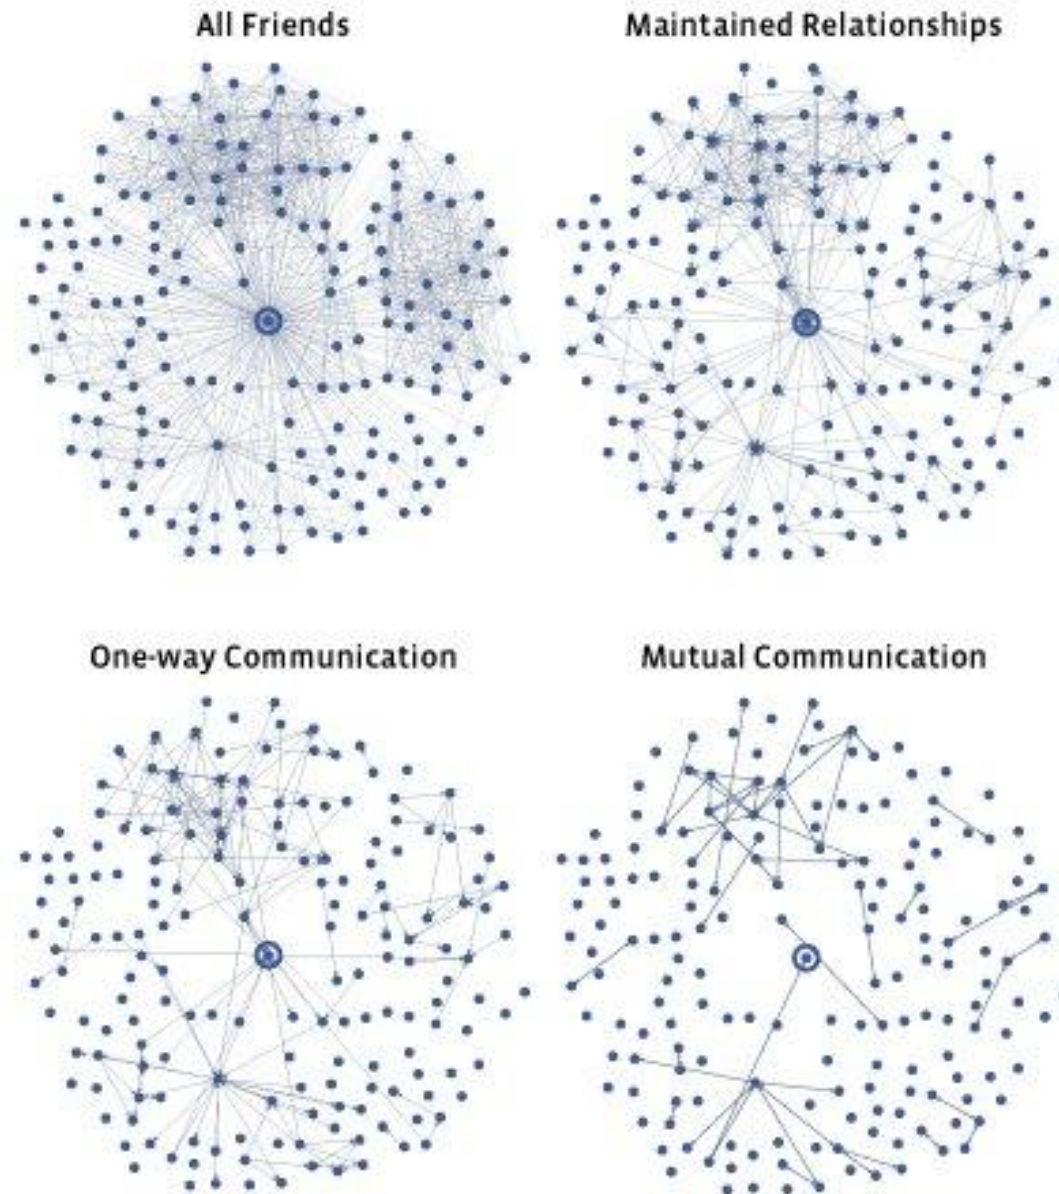 All Friends
Maintained Relationships
One-way Communication
Mutual Communication